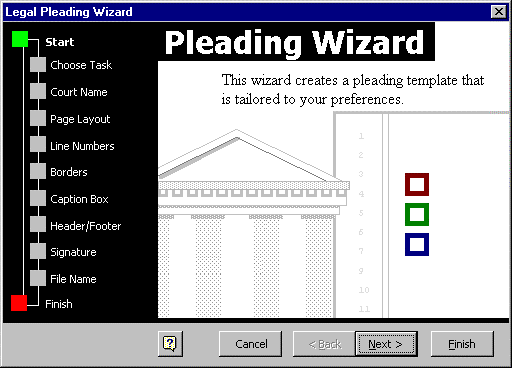 Legal Pleading Wizard
Start
Choose Task
Court Name
Page Layout
Line Numbers
Borders
Caption Box
Header/Footer
Signature
File Name
Finish
Pleading Wizard
This wizard creates a pleading template that
is tailored to your preferences.
1
2
3
4
5
6
7
9
10
11
?
Cancel
< Back
Next >
Finish